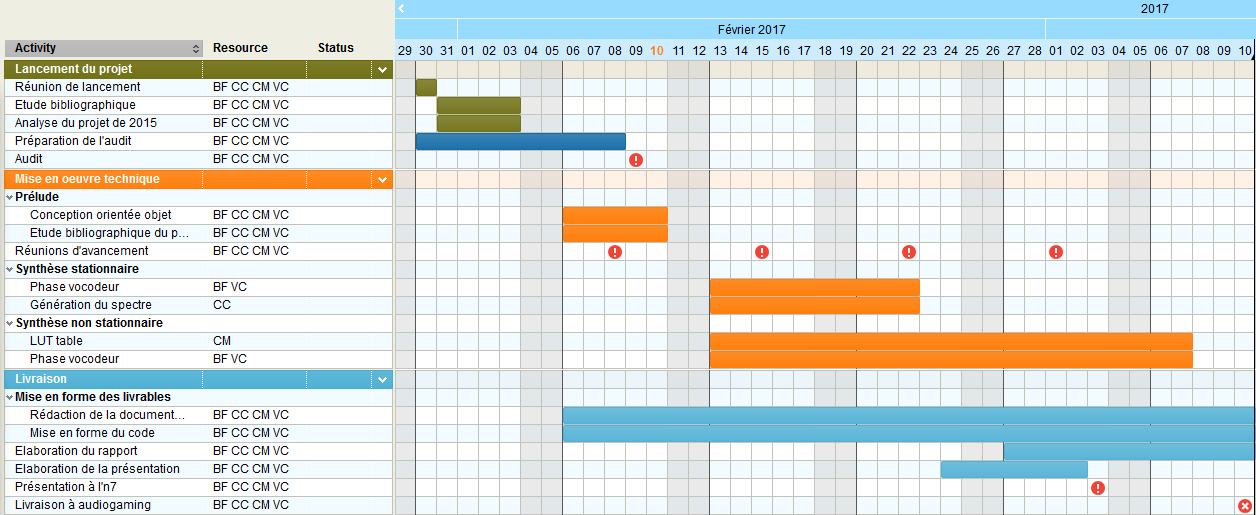 2017
Février 2017
Activity Resource Status 29 30 31 01 02 03 04 05 06 07 08 09 10 11 12 13 14 15 16 17 18 19 20 21 22 23 24 25 26 27 28 01 02 03 04 05 06 07 08 09 10
Lancement du projet
Réunion de lancement BF CC CM VC
Etude bibliographique BF CC CM VC
Analyse du projet de 2015 BF CC CM VC
Préparation de l'audit BF CC CM VC
Audit BF CC CM VC
Mise en oeuvre technique
Prélude
Conception orientée objet BF CC CM VC
Etude bibliographique du p... BF CC CM VC
Réunions d'avancement BF CC CM VC
Synthèse stationnaire
Phase vocodeur BF VC
Génération du spectre CC
Synthèse non stationnaire
LUT table CM
Phase vocodeur BF VC
Livraison
Mise en forme des livrables
Rédaction de la document... BF CC CM VC
Mise en forme du code BF CC CM VC
Elaboration du rapport BF CC CM VC
Elaboration de la présentation BF CC CM VC
Présentation à l'n7 BF CC CM VC
Livraison à audiogaming BF CC CM VC